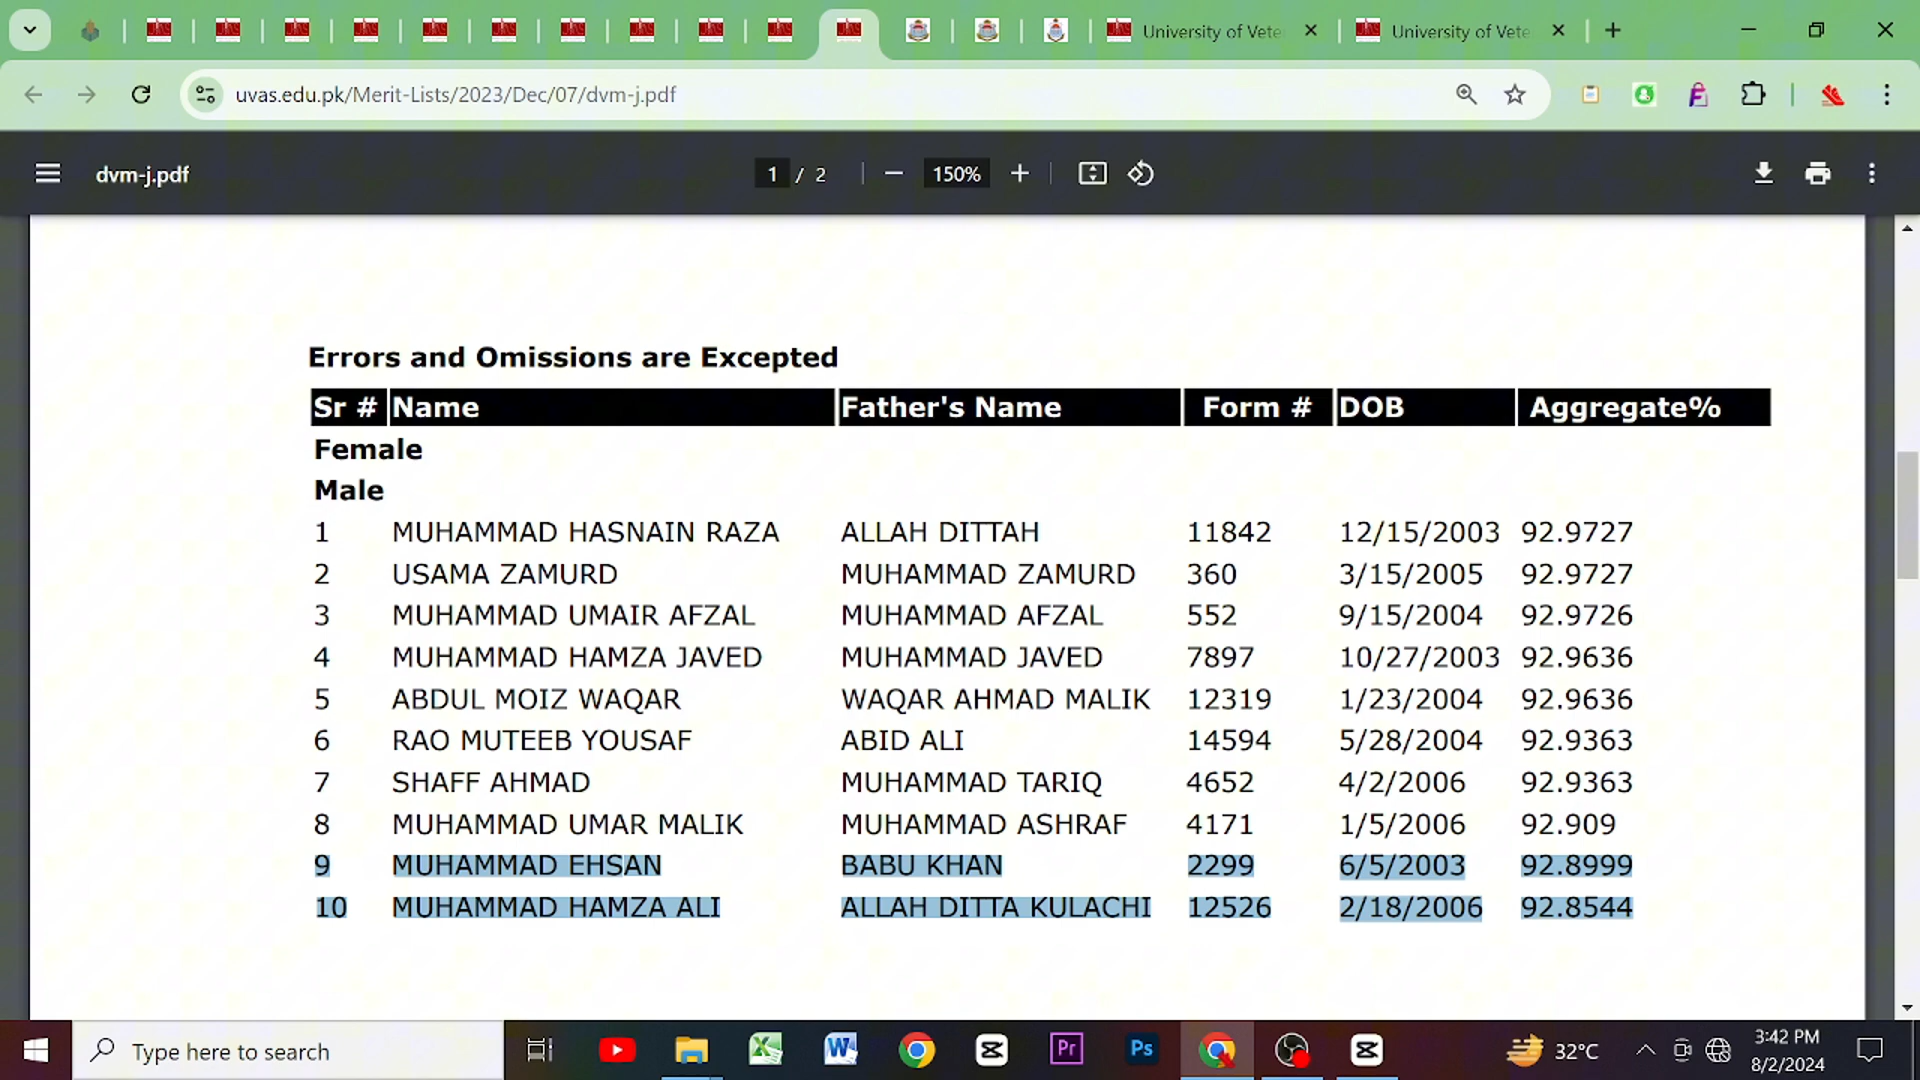 University of Vete
University of Vete
uvas.edu.pk/Merit-Lists/2023/Dec/07/dvm-j.pdf
dvm-j.pdf
1 / 2
150%
Errors and Omissions are Excepted
Sr # Name Father's Name Form # DOB Aggregate%
Female
Male
1 MUHAMMAD HASNAIN RAZA ALLAH DITTAH 11842 12/15/2003 92.9727
2 USAMA ZAMURD MUHAMMAD ZAMURD 360 3/15/2005 92.9727
3 MUHAMMAD UMAIR AFZAL MUHAMMAD AFZAL 552 9/15/2004 92.9726
4 MUHAMMAD HAMZA JAVED MUHAMMAD JAVED 7897 10/27/2003 92.9636
5 ABDUL MOIZ WAQAR WAQAR AHMAD MALIK 12319 1/23/2004 92.9636
6 RAO MUTEEB YOUSAF ABID ALI 14594 5/28/2004 92.9363
7 SHAFF AHMAD MUHAMMAD TARIQ 4652 4/2/2006 92.9363
8 MUHAMMAD UMAR MALIK MUHAMMAD ASHRAF 4171 1/5/2006 92.909
9 MUHAMMAD EHSAN BABU KHAN 2299 6/5/2003 92.8999
10 MUHAMMAD HAMZA ALI ALLAH DITTA KULACHI 12526 2/18/2006 92.8544
Type here to search
Pr
Ps
32°C
3:42 PM
8/2/2024